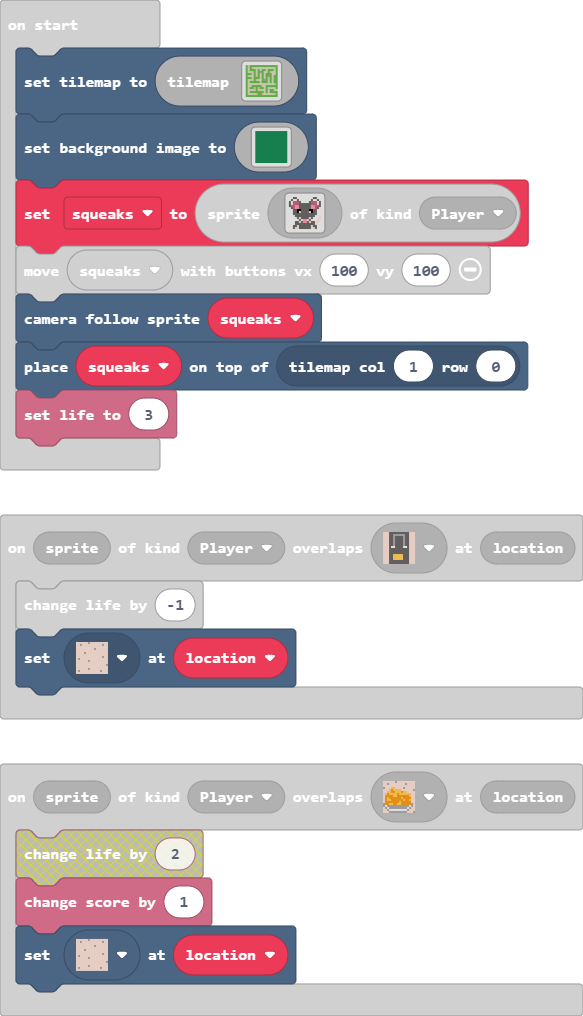 on start
set tilemap to tilemap
set background image to
set squeaks to sprite of kind Player
move squeaks with buttons vx 100 vy 100
camera follow sprite squeaks
place squeaks on top of tilemap col 1 row 0
set life to 3
on sprite of kind Player overlaps at location
change life by -1
set at location
on sprite of kind Player overlaps at location
change life by 2
change score by 1
set at location